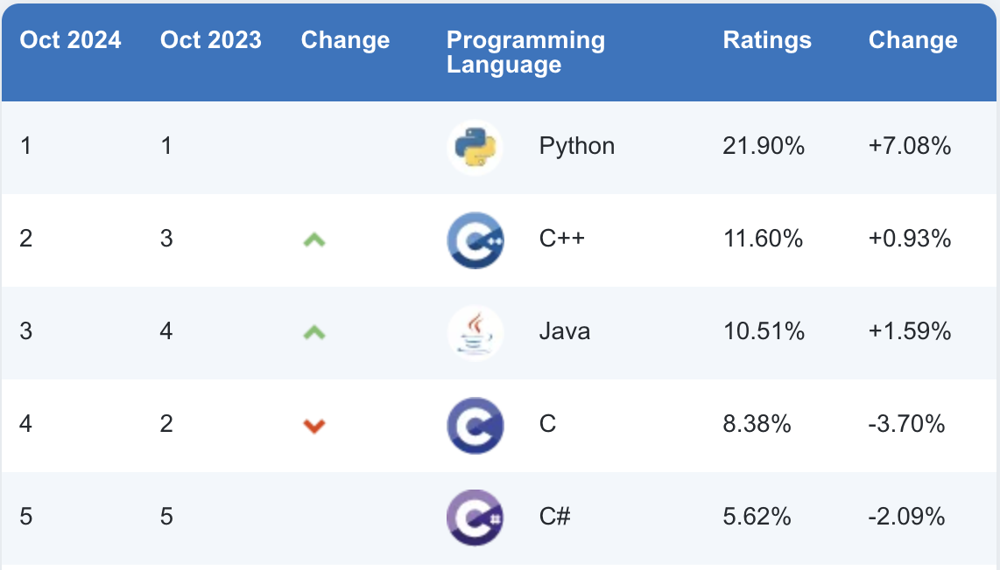 Oct 2024 Oct 2023 Change Programming Language Ratings Change
1 1 Python 21.90% +7.08%
2 3 C++ 11.60% +0.93%
3 4 Java 10.51% +1.59%
4 2 C 8.38% -3.70%
5 5 C# 5.62% -2.09%